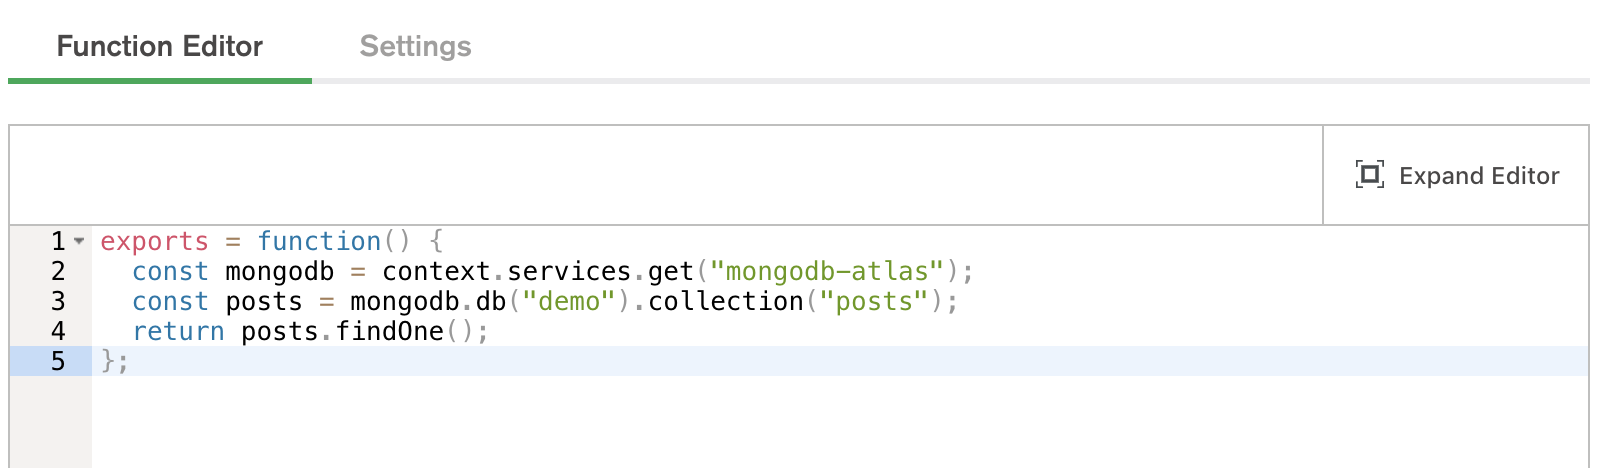 Function Editor Settings
Expand Editor
1 exports = function() {
2   const mongodb = context.services.get("mongodb-atlas");
3   const posts = mongodb.db("demo").collection("posts");
4   return posts.findOne();
5 };